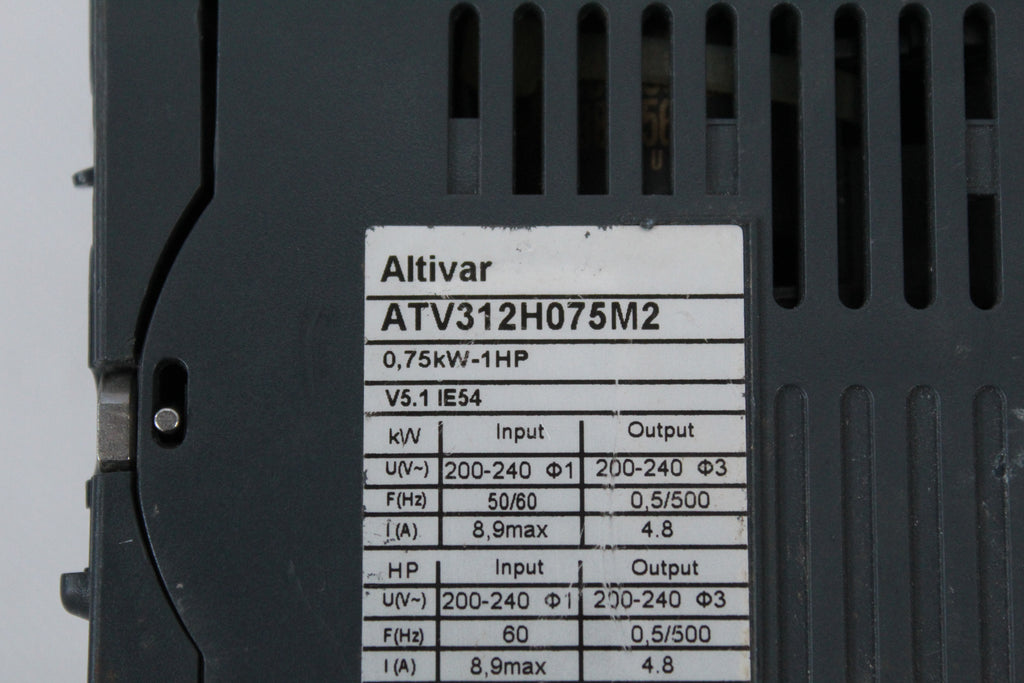 Altivar
ATV312H075M2
0,75kW-1HP
V5.1 IE54
kW Input Output
U(V~) 200-240 Φ1 200-240 Φ3
F(Hz) 50/60 0,5/500
I(A) 8,9max 4.8
HP Input Output
U(V~) 200-240 Φ1 200-240 Φ3
F(Hz) 60 0,5/500
I(A) 8,9max 4.8